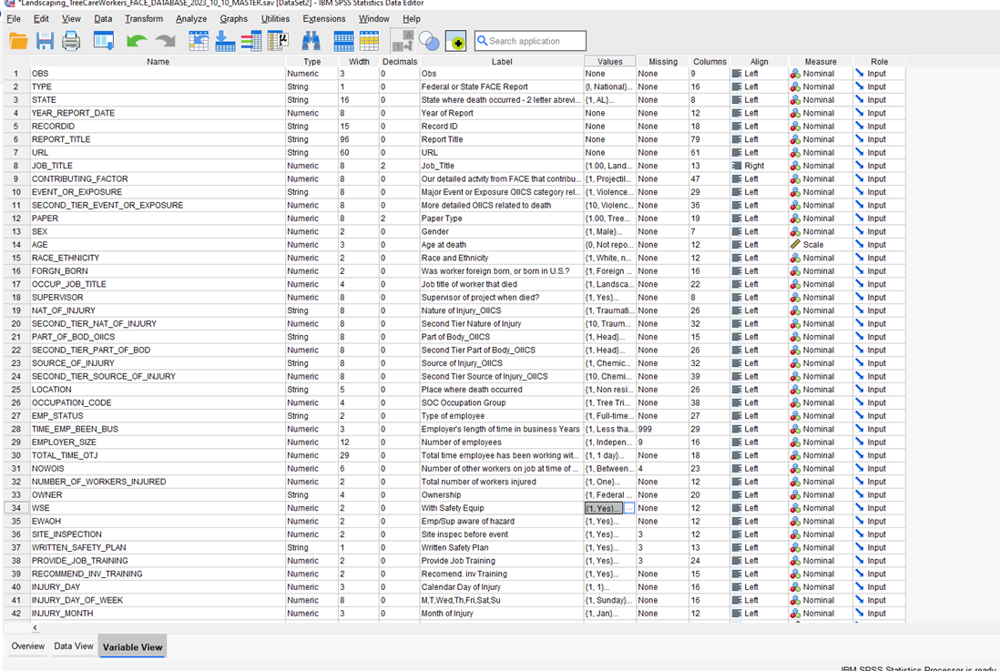 *Landscaping_TreeCareWorkers_FACE_DATABASE_2023_10_10_MASTER.sav [DataSet2] - IBM SPSS Statistics Data Editor
File Edit View Data Transform Analyze Graphs Utilities Extensions Window Help
Search application
Name Type Width Decimals Label Values Missing Columns Align Measure Role
1 OBS Numeric 3 0 Obs None None 9 Left Nominal Input
2 TYPE String 1 0 Federal or State FACE Report {I, National}... None 16 Left Nominal Input
3 STATE String 16 0 State where death occurred - 2 letter abrevi... {1, AL}... None 8 Left Nominal Input
4 YEAR_REPORT_DATE Numeric 8 0 Year of Report None None 12 Left Nominal Input
5 RECORDID String 15 0 Record ID None None 18 Left Nominal Input
6 REPORT_TITLE String 96 0 Report Title None None 79 Left Nominal Input
7 URL String 60 0 URL None None 61 Left Nominal Input
8 JOB_TITLE Numeric 8 2 Job_Title {1.00, Land... None 13 Right Nominal Input
9 CONTRIBUTING_FACTOR Numeric 8 0 Our detailed actvity from FACE that contribu... {1, Projectil... None 47 Left Nominal Input
10 EVENT_OR_EXPOSURE String 8 0 Major Event or Exposure OIICS category rel... {1, Violence... None 29 Left Nominal Input
11 SECOND_TIER_EVENT_OR_EXPOSURE Numeric 8 0 More detailed OIICS related to death {10, Violenc... None 36 Left Nominal Input
12 PAPER Numeric 8 2 Paper Type {1.00, Tree... None 19 Left Nominal Input
13 SEX Numeric 2 0 Gender {1, Male}... None 7 Left Nominal Input
14 AGE Numeric 3 0 Age at death {0, Not repo... None 12 Left Scale Input
15 RACE_ETHNICITY Numeric 2 0 Race and Ethnicity {1, White, n... None 12 Left Nominal Input
16 FORGN_BORN Numeric 2 0 Was worker foreign born, or born in U.S.? {1, Foreign ... None 16 Left Nominal Input
17 OCCUP_JOB_TITLE Numeric 4 0 Job title of worker that died {1, Landsca... None 22 Left Nominal Input
18 SUPERVISOR Numeric 8 0 Supervisor of project when died? {1, Yes}... None 8 Left Nominal Input
19 NAT_OF_INJURY String 8 0 Nature of Injury_OIICS {1, Traumati... None 26 Left Nominal Input
20 SECOND_TIER_NAT_OF_INJURY Numeric 8 0 Second Tier Nature of Injury {10, Traum... None 32 Left Nominal Input
21 PART_OF_BOD_OIICS String 8 0 Part of Body_OIICS {1, Head}... None 15 Left Nominal Input
22 SECOND_TIER_PART_OF_BOD Numeric 8 0 Second Tier Part of Body_OIICS {1, Head}... None 26 Left Nominal Input
23 SOURCE_OF_INJURY String 8 0 Source of Injury_OIICS {1, Chemic... None 32 Left Nominal Input
24 SECOND_TIER_SOURCE_OF_INJURY Numeric 8 0 Second Tier Source of Injury_OIICS {10, Chemi... None 39 Left Nominal Input
25 LOCATION String 5 0 Place where death occurred {1, Non resi... None 26 Left Nominal Input
26 OCCUPATION_CODE Numeric 4 0 SOC Occupation Group {1, Tree Tri... None 38 Left Nominal Input
27 EMP_STATUS String 2 0 Type of employee {1, Full-time... None 27 Left Nominal Input
28 TIME_EMP_BEEN_BUS Numeric 3 0 Employer's length of time in business Years {1, Less tha... 999 29 Left Nominal Input
29 EMPLOYER_SIZE Numeric 12 0 Number of employees {1, Indepen... 9 16 Left Nominal Input
30 TOTAL_TIME_OTJ Numeric 29 0 Total time employee has been working wit... {1, 1 day}... None 18 Left Nominal Input
31 NOWOIS Numeric 6 0 Number of other workers on job at time of ... {1, Between... 4 23 Left Nominal Input
32 NUMBER_OF_WORKERS_INJURED Numeric 2 0 Total number of workers injured {1, One}... None 12 Left Nominal Input
33 OWNER String 4 0 Ownership {1, Federal ... None 20 Left Nominal Input
34 WSE Numeric 2 0 With Safety Equip {1, Yes}... ... None 12 Left Nominal Input
35 EWAOH Numeric 2 0 Emp/Sup aware of hazard {1, Yes}... None 12 Left Nominal Input
36 SITE_INSPECTION Numeric 2 0 Site inspec before event {1, Yes}... 3 12 Left Nominal Input
37 WRITTEN_SAFETY_PLAN String 1 0 Written Safety Plan {1, Yes}... 3 13 Left Nominal Input
38 PROVIDE_JOB_TRAINING Numeric 2 0 Provide Job Training {1, Yes}... 3 24 Left Nominal Input
39 RECOMMEND_INV_TRAINING Numeric 2 0 Recomend. inv Training {1, Yes}... None 15 Left Nominal Input
40 INJURY_DAY Numeric 3 0 Calendar Day of Injury {1, 1}... None 16 Left Nominal Input
41 INJURY_DAY_OF_WEEK Numeric 8 0 M,T,Wed,Th,Fri,Sat,Su {1, Sunday}... None 16 Left Nominal Input
42 INJURY_MONTH Numeric 3 0 Month of Injury {1, Jan}... None 12 Left Nominal Input
Overview Data View Variable View
IBM SPSS Statistics Processor is ready